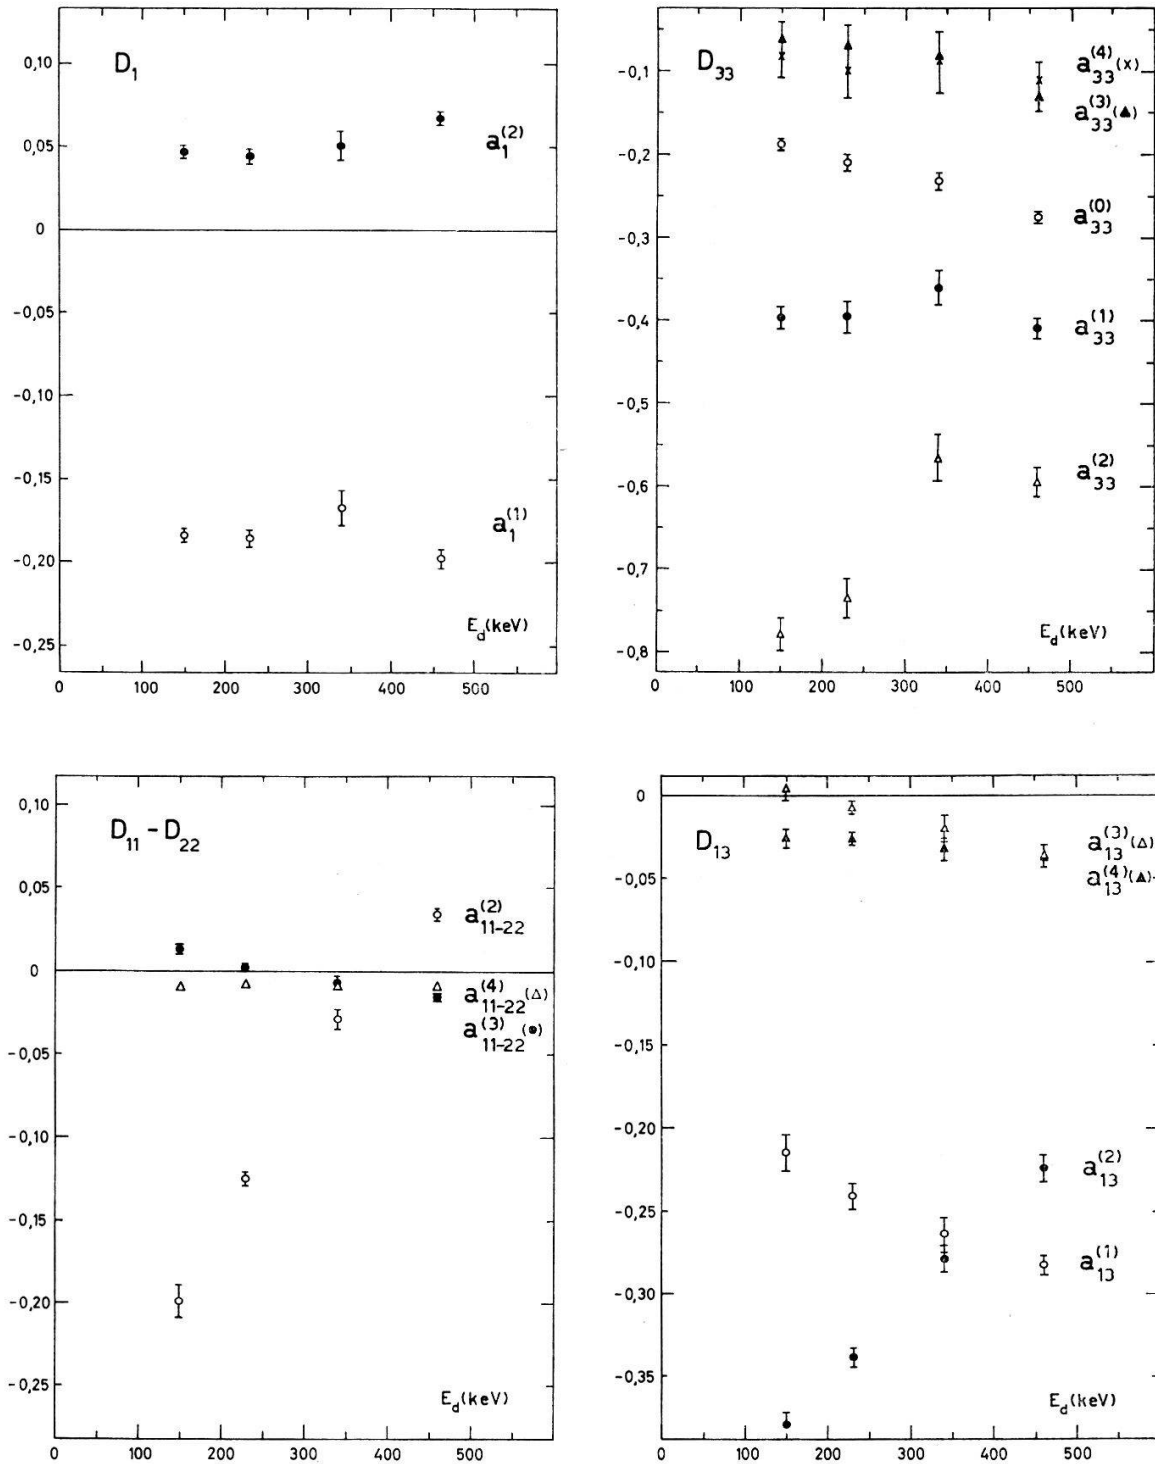 D₁
0,10
0,05
0
-0,05
-0,10
-0,15
-0,20
-0,25
a₁⁽²⁾
a₁⁽¹⁾
E_d(keV)
0 100 200 300 400 500
D₃₃
-0,1
-0,2
-0,3
-0,4
-0,5
-0,6
-0,7
-0,8
a₃₃⁽⁴⁾(x)
a₃₃⁽³⁾(▲)
a₃₃⁽⁰⁾
a₃₃⁽¹⁾
a₃₃⁽²⁾
E_d(keV)
0 100 200 300 400 500
D₁₁ - D₂₂
0,10
0,05
0
-0,05
-0,10
-0,15
-0,20
-0,25
a₁₁₋₂₂⁽²⁾
a₁₁₋₂₂⁽⁴⁾(△)
a₁₁₋₂₂⁽³⁾(●)
E_d(keV)
0 100 200 300 400 500
D₁₃
0
-0,05
-0,10
-0,15
-0,20
-0,25
-0,30
-0,35
a₁₃⁽³⁾(△)
a₁₃⁽⁴⁾(▲)
a₁₃⁽²⁾
a₁₃⁽¹⁾
E_d(keV)
0 100 200 300 400 500